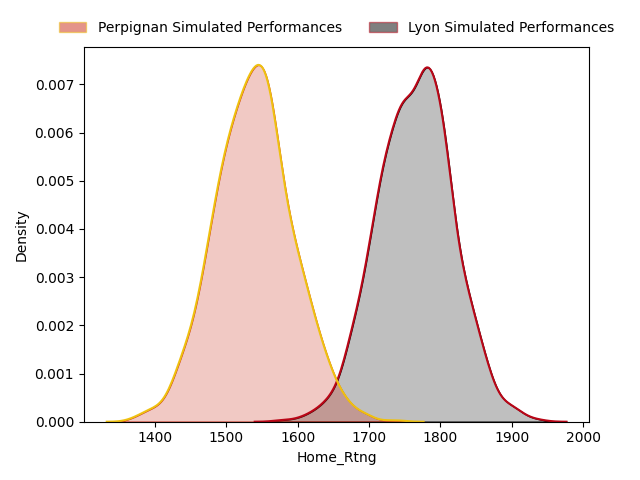 Perpignan Simulated Performances
Lyon Simulated Performances
0.007
0.006
0.005
0.004
0.003
0.002
0.001
0.000
Density
1400 1500 1600 1700 1800 1900 2000
Home_Rtng